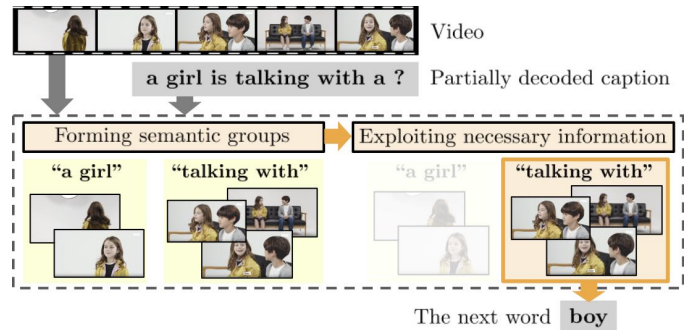 Video
a girl is talking with a ? Partially decoded caption
Forming semantic groups Exploiting necessary information
“a girl” “talking with” “a girl” “talking with”
The next word boy